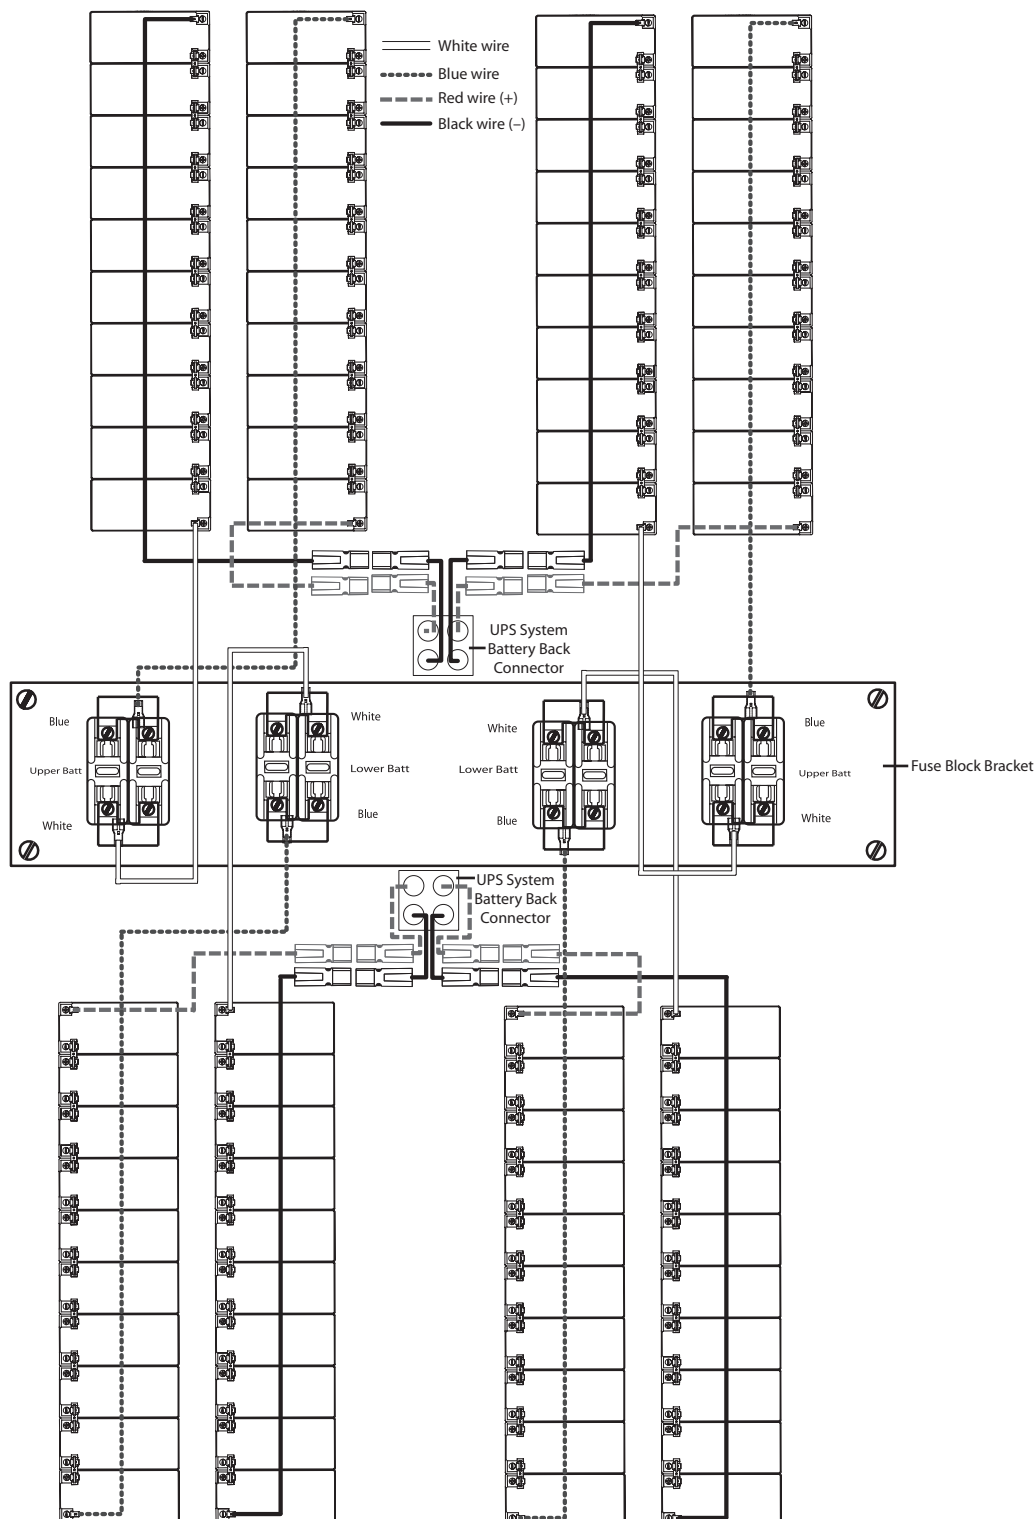 White wire
Blue wire
Red wire (+)
Black wire (–)
UPS System
Battery Back
Connector
Blue
White
White
Blue
Upper Batt
Lower Batt
Lower Batt
Upper Batt
Fuse Block Bracket
White
Blue
Blue
White
UPS System
Battery Back
Connector